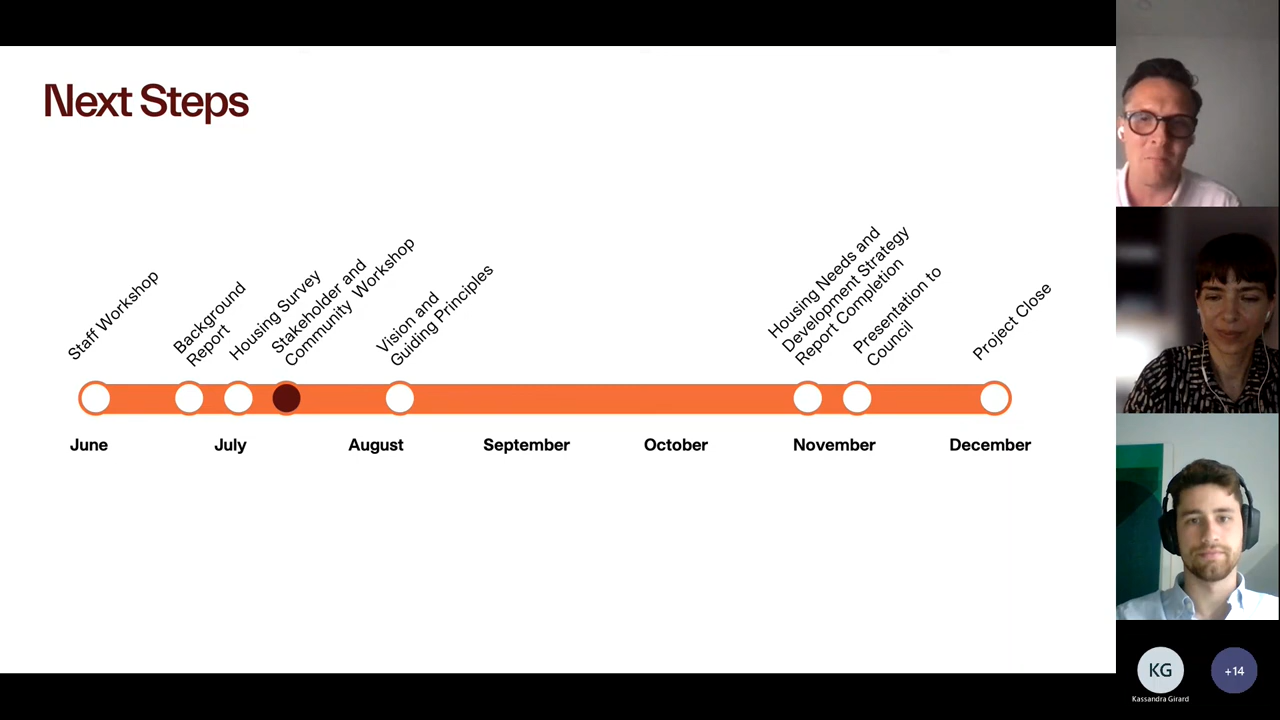 Next Steps
Staff Workshop
Background
Report
Housing Survey
Stakeholder and
Community Workshop
Vision and
Guiding Principles
Housing Needs and
Development Strategy
Report Completion
Presentation to
Council
Project Close
June
July
August
September
October
November
December
KG
+14
Kassandra Girard